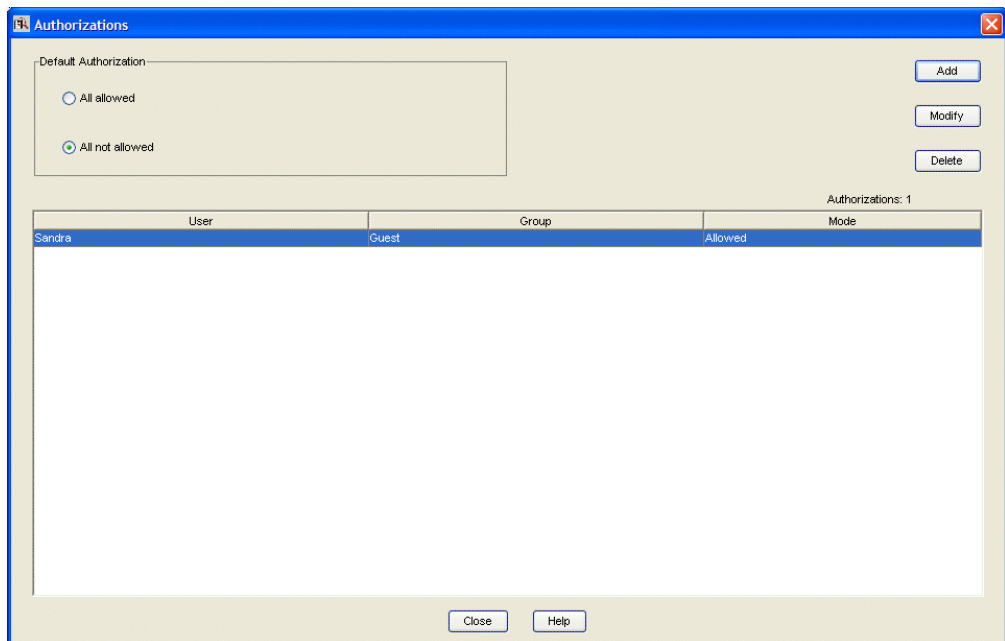 Authorizations
Default Authorization
All allowed
All not allowed
Add
Modify
Delete
Authorizations: 1
User Group Mode
Sandra Guest Allowed
Close Help